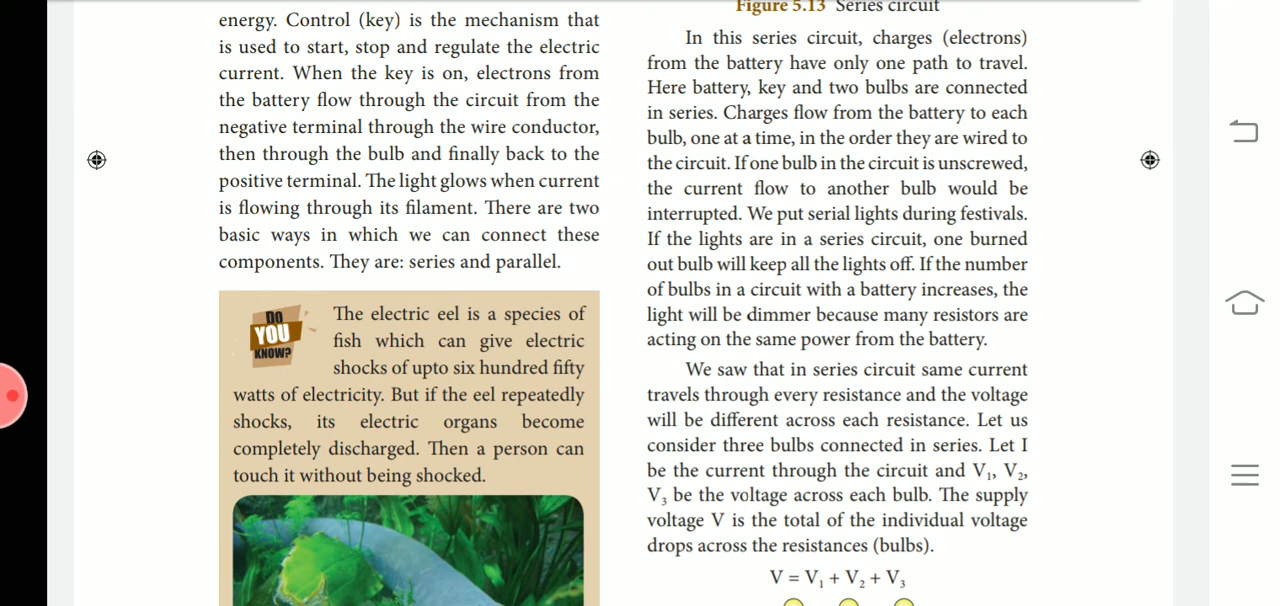 energy. Control (key) is the mechanism that
is used to start, stop and regulate the electric
current. When the key is on, electrons from
the battery flow through the circuit from the
negative terminal through the wire conductor,
then through the bulb and finally back to the
positive terminal. The light glows when current
is flowing through its filament. There are two
basic ways in which we can connect these
components. They are: series and parallel.
DO
YOU
KNOW?
The electric eel is a species of
fish which can give electric
shocks of upto six hundred fifty
watts of electricity. But if the eel repeatedly
shocks, its electric organs become
completely discharged. Then a person can
touch it without being shocked.
Figure 5.13 Series circuit
In this series circuit, charges (electrons)
from the battery have only one path to travel.
Here battery, key and two bulbs are connected
in series. Charges flow from the battery to each
bulb, one at a time, in the order they are wired to
the circuit. If one bulb in the circuit is unscrewed,
the current flow to another bulb would be
interrupted. We put serial lights during festivals.
If the lights are in a series circuit, one burned
out bulb will keep all the lights off. If the number
of bulbs in a circuit with a battery increases, the
light will be dimmer because many resistors are
acting on the same power from the battery.
We saw that in series circuit same current
travels through every resistance and the voltage
will be different across each resistance. Let us
consider three bulbs connected in series. Let I
be the current through the circuit and V₁, V₂,
V₃ be the voltage across each bulb. The supply
voltage V is the total of the individual voltage
drops across the resistances (bulbs).
V = V₁ + V₂ + V₃